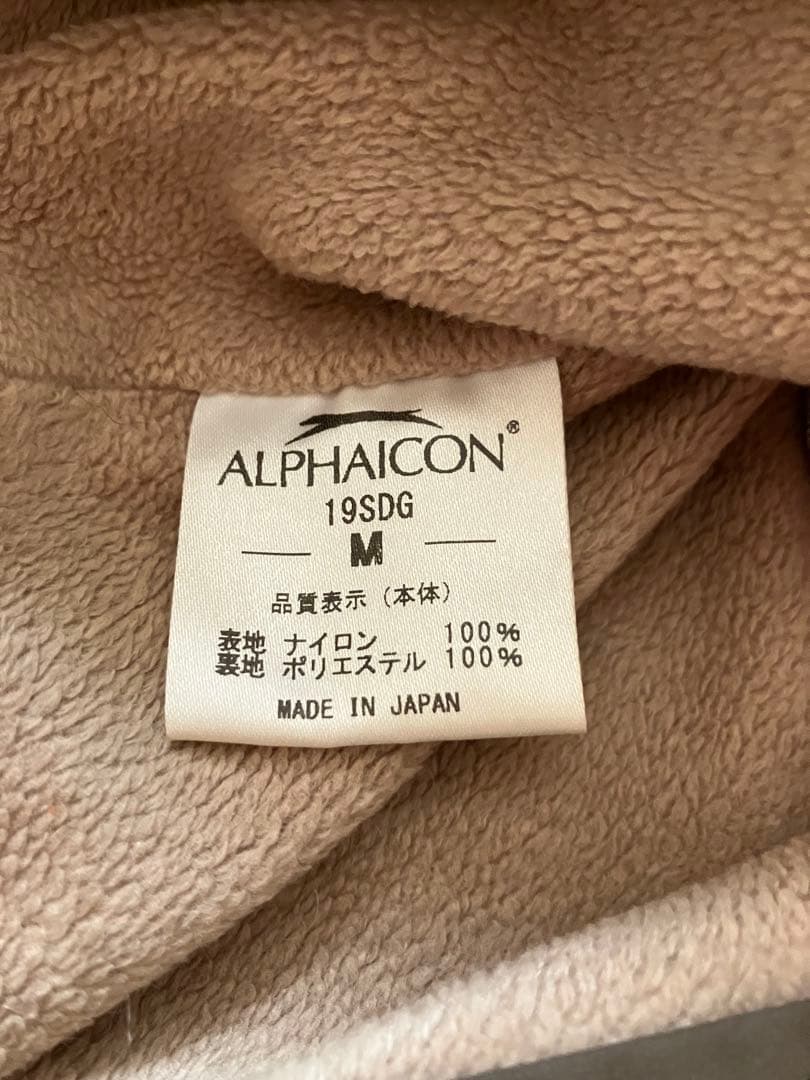 ALPHAICON®
19SDG
M
品質表示（本体）
表地 ナイロン 100%
裏地 ポリエステル 100%
MADE IN JAPAN